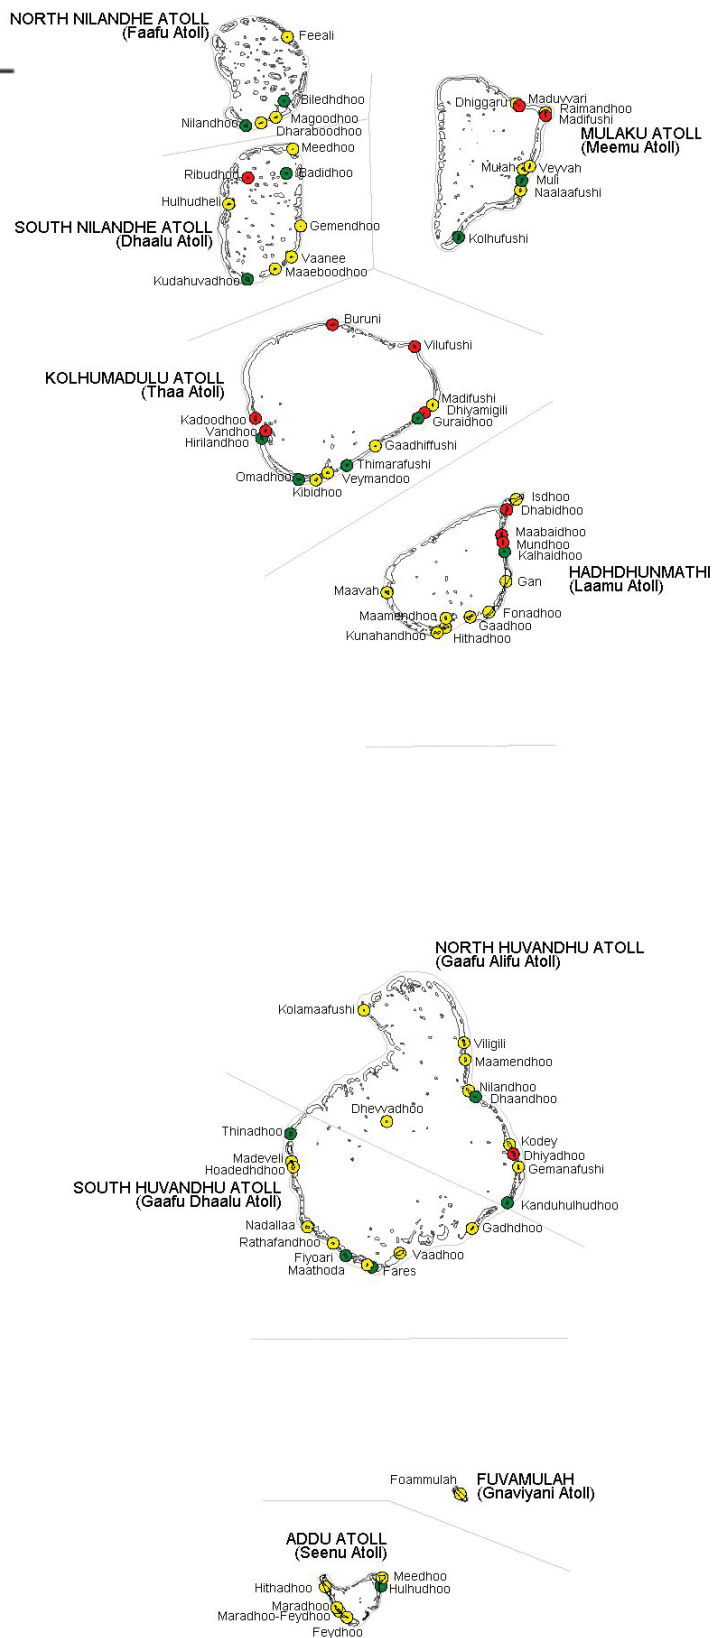 NORTH NILANDHE ATOLL
(Faafu Atoll)
Feeali
Biledhdhoo
Nilandhoo
Magoodhoo
Dharaboodhoo
Meedhoo
Ribudhoo
Badidhoo
Hulhudheli
SOUTH NILANDHE ATOLL
(Dhaalu Atoll)
Gemendhoo
Vaanee
Maaeboodhoo
Kudahuvadhoo
Dhiggaru
Maduvvari
Raimandhoo
Madifushi
MULAKU ATOLL
(Meemu Atoll)
Mulah
Veyvah
Muli
Naalaafushi
Kolhufushi
Buruni
Vilufushi
KOLHUMADULU ATOLL
(Thaa Atoll)
Madifushi
Dhiyamigili
Guraidhoo
Kadoodhoo
Vandhoo
Hirilandhoo
Gaadhiffushi
Thimarafushi
Omadhoo
Veymandoo
Kibidhoo
Isdhoo
Dhabidhoo
Maabaidhoo
Mundhoo
Kalhaidhoo
HADHDHUNMATHI
(Laamu Atoll)
Gan
Maavah
Maamendhoo
Fonadhoo
Gaadhoo
Kunahandhoo
Hithadhoo
NORTH HUVANDHU ATOLL
(Gaafu Alifu Atoll)
Kolamaafushi
Viligili
Maamendhoo
Nilandhoo
Dhaandhoo
Dhevvadhoo
Thinadhoo
Kodey
Dhiyadhoo
Gemanafushi
Madeveli
Hoadedhdhoo
SOUTH HUVANDHU ATOLL
(Gaafu Dhaalu Atoll)
Kanduhulhudhoo
Nadallaa
Gadhdhoo
Rathafandhoo
Fiyoari
Vaadhoo
Maathoda
Fares
Foammulah
FUVAMULAH
(Gnaviyani Atoll)
ADDU ATOLL
(Seenu Atoll)
Meedhoo
Hithadhoo
Hulhudhoo
Maradhoo
Maradhoo-Feydhoo
Feydhoo